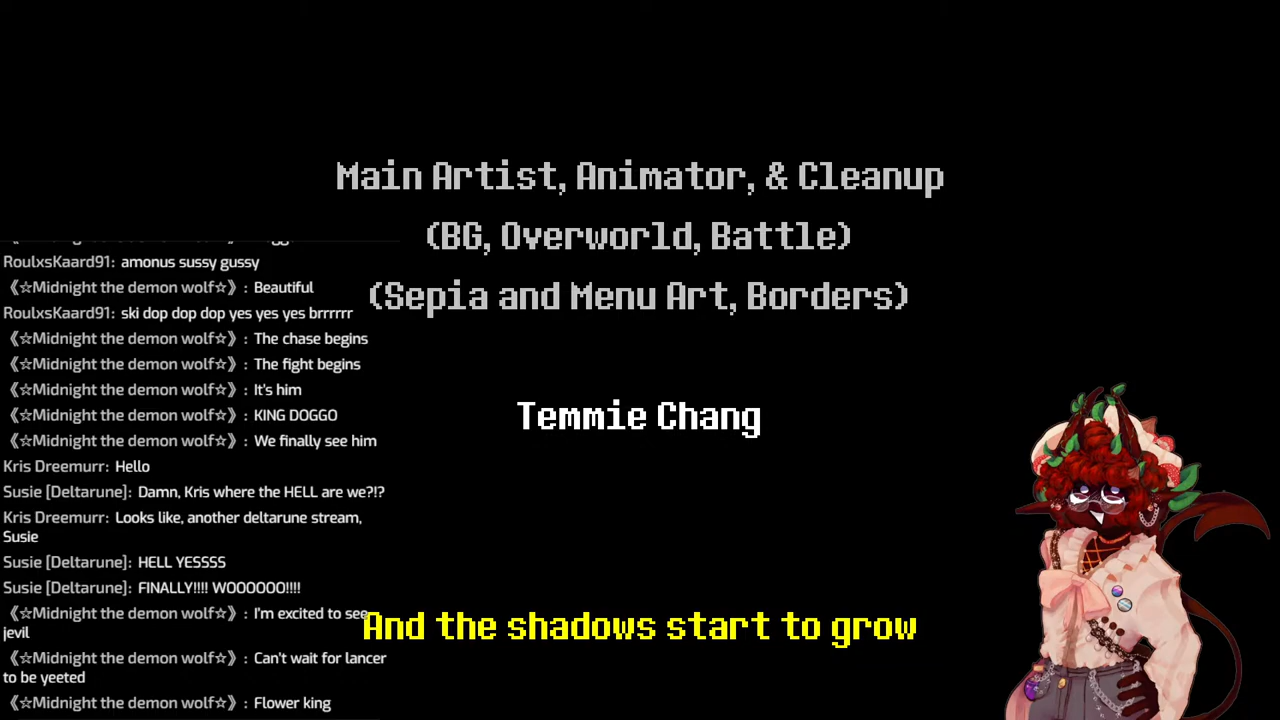 Main Artist, Animator, & Cleanup
(BG, Overworld, Battle)
(Sepia and Menu Art, Borders)
Temmie Chang
And the shadows start to grow
RoulxsKaard91: amonus sussy gussy
《☆Midnight the demon wolf☆》: Beautiful
RoulxsKaard91: ski dop dop dop yes yes yes brrrrrr
《☆Midnight the demon wolf☆》: The chase begins
《☆Midnight the demon wolf☆》: The fight begins
《☆Midnight the demon wolf☆》: It's him
《☆Midnight the demon wolf☆》: KING DOGGO
《☆Midnight the demon wolf☆》: We finally see him
Kris Dreemurr: Hello
Susie [Deltarune]: Damn, Kris where the HELL are we?!?
Kris Dreemurr: Looks like, another deltarune stream,
Susie
Susie [Deltarune]: HELL YESSSS
Susie [Deltarune]: FINALLY!!!! WOOOOOO!!!!
《☆Midnight the demon wolf☆》: I'm excited to see
jevil
《☆Midnight the demon wolf☆》: Can't wait for lancer
to be yeeted
《☆Midnight the demon wolf☆》: Flower king